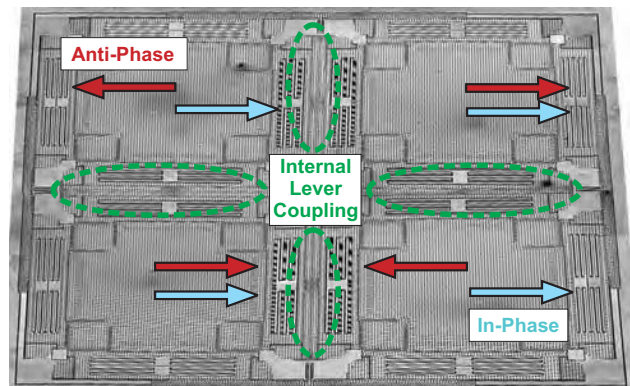 Anti-Phase
Internal
Lever
Coupling
In-Phase